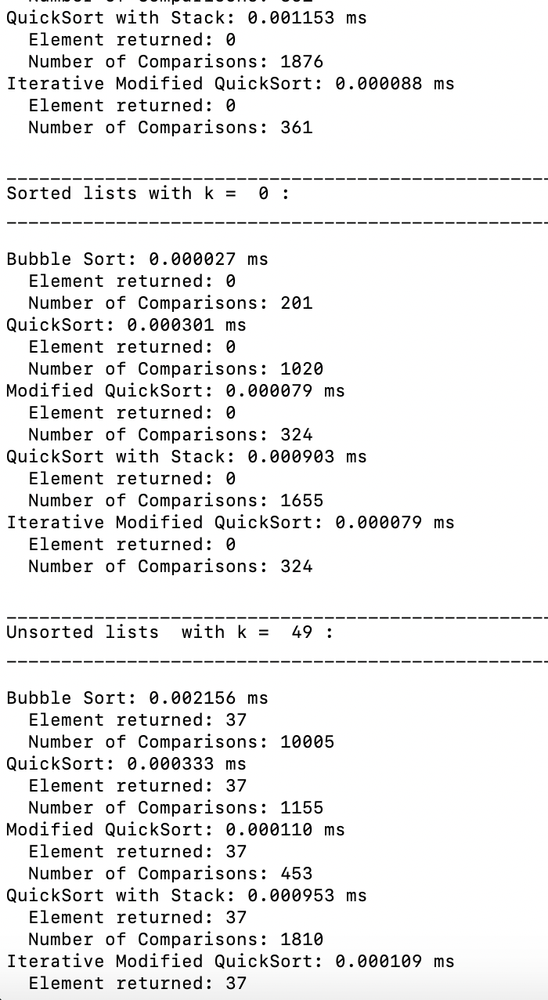 QuickSort with Stack: 0.001153 ms
  Element returned: 0
  Number of Comparisons: 1876
Iterative Modified QuickSort: 0.000088 ms
  Element returned: 0
  Number of Comparisons: 361
Sorted lists with k =  0 :
Bubble Sort: 0.000027 ms
  Element returned: 0
  Number of Comparisons: 201
QuickSort: 0.000301 ms
  Element returned: 0
  Number of Comparisons: 1020
Modified QuickSort: 0.000079 ms
  Element returned: 0
  Number of Comparisons: 324
QuickSort with Stack: 0.000903 ms
  Element returned: 0
  Number of Comparisons: 1655
Iterative Modified QuickSort: 0.000079 ms
  Element returned: 0
  Number of Comparisons: 324
Unsorted lists  with k =  49 :
Bubble Sort: 0.002156 ms
  Element returned: 37
  Number of Comparisons: 10005
QuickSort: 0.000333 ms
  Element returned: 37
  Number of Comparisons: 1155
Modified QuickSort: 0.000110 ms
  Element returned: 37
  Number of Comparisons: 453
QuickSort with Stack: 0.000953 ms
  Element returned: 37
  Number of Comparisons: 1810
Iterative Modified QuickSort: 0.000109 ms
  Element returned: 37